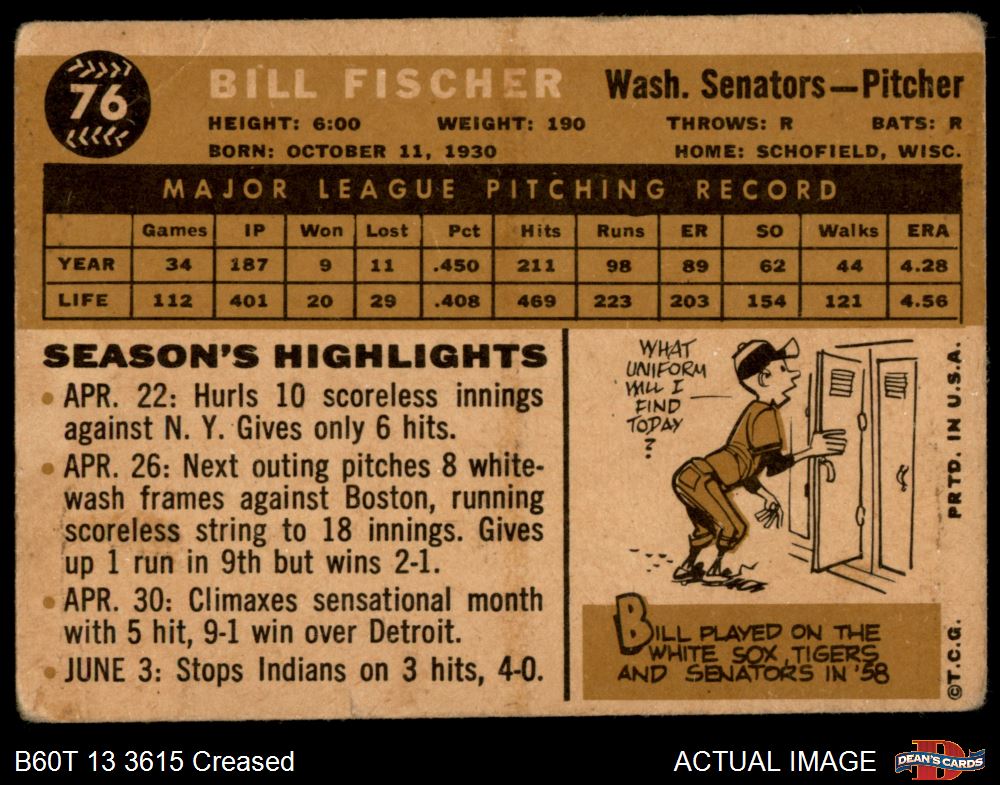 76
BILL FISCHER
Wash. Senators—Pitcher
HEIGHT: 6:00 WEIGHT: 190 THROWS: R BATS: R
BORN: OCTOBER 11, 1930 HOME: SCHOFIELD, WISC.
MAJOR LEAGUE PITCHING RECORD
Games IP Won Lost Pct Hits Runs ER SO Walks ERA
YEAR 34 187 9 11 .450 211 98 89 62 44 4.28
LIFE 112 401 20 29 .408 469 223 203 154 121 4.56
SEASON'S HIGHLIGHTS
• APR. 22: Hurls 10 scoreless innings
against N. Y. Gives only 6 hits.
• APR. 26: Next outing pitches 8 white-
wash frames against Boston, running
scoreless string to 18 innings. Gives
up 1 run in 9th but wins 2-1.
• APR. 30: Climaxes sensational month
with 5 hit, 9-1 win over Detroit.
• JUNE 3: Stops Indians on 3 hits, 4-0.
WHAT
UNIFORM
WILL I
FIND
TODAY
?
BILL PLAYED ON THE
WHITE SOX, TIGERS
AND SENATORS IN '58
©T.C.G. PRTD. IN U.S.A.
B60T 13 3615 Creased
ACTUAL IMAGE
D
DEAN'S CARDS